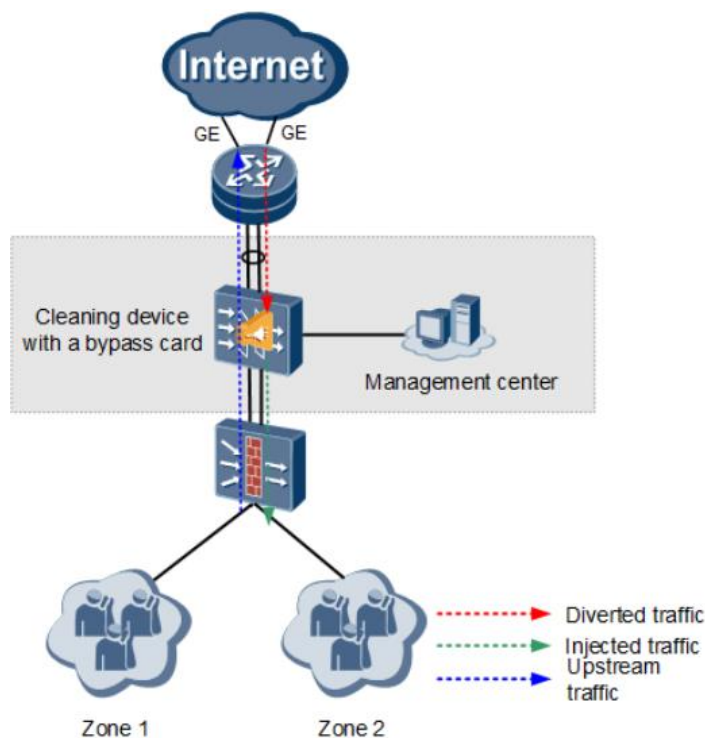 Internet
GE
GE
Cleaning device
with a bypass card
Management center
Diverted traffic
Injected traffic
Upstream
traffic
Zone 1
Zone 2